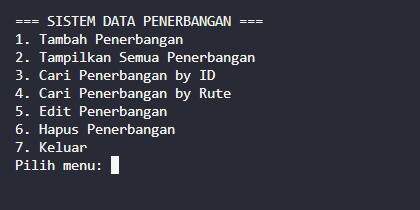 === SISTEM DATA PENERBANGAN ===
1. Tambah Penerbangan
2. Tampilkan Semua Penerbangan
3. Cari Penerbangan by ID
4. Cari Penerbangan by Rute
5. Edit Penerbangan
6. Hapus Penerbangan
7. Keluar
Pilih menu: